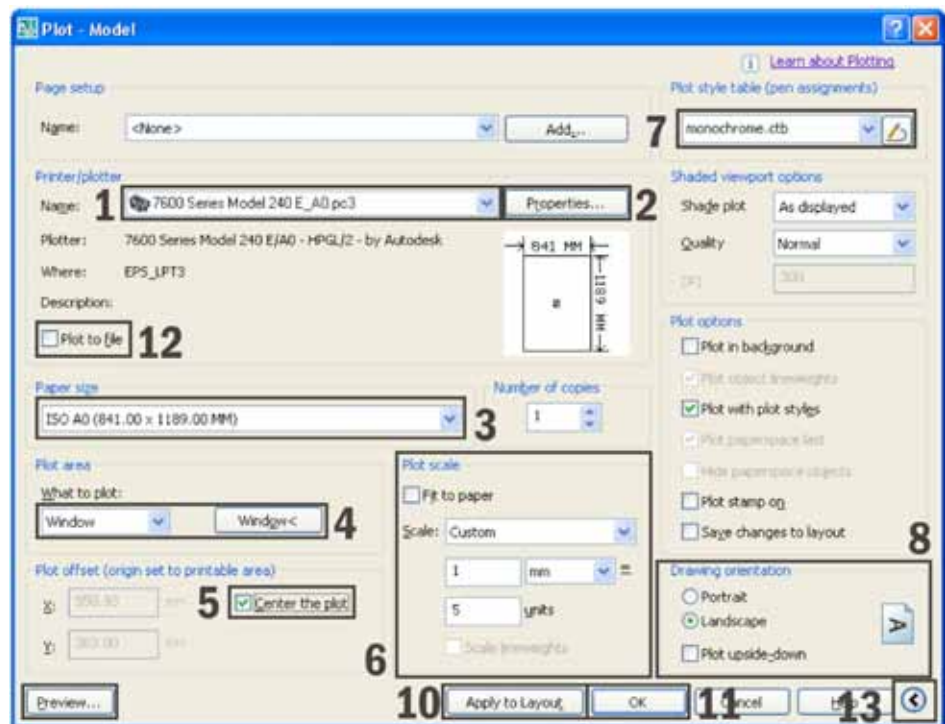 Plot - Model
Learn about Plotting
Page setup
Name: <None> Add...
Plot style table (pen assignments)
7 monochrome.ctb
Printer/plotter
Name: 1 7600 Series Model 240 E_A0.pc3 Properties... 2
Plotter: 7600 Series Model 240 E/A0 - HPGL/2 - by Autodesk
Where: EPS_LPT3
Description:
Plot to file 12
841 MM
1189 MM
Shaded viewport options
Shade plot As displayed
Quality Normal
DPI 300
Paper size
ISO A0 (841.00 x 1189.00 MM) 3
Number of copies
1
Plot options
Plot in background
Plot object lineweights
Plot with plot styles
Plot paperspace last
Hide paperspace objects
Plot stamp on
Save changes to layout
8
Plot area
What to plot:
Window Window< 4
Plot offset (origin set to printable area)
X: mm
5 Center the plot
Y: mm
6
Plot scale
Fit to paper
Scale: Custom
1 mm =
5 units
Scale lineweights
Drawing orientation
Portrait
Landscape
A
Plot upside-down
Preview... 10 Apply to Layout OK 11 Cancel 13